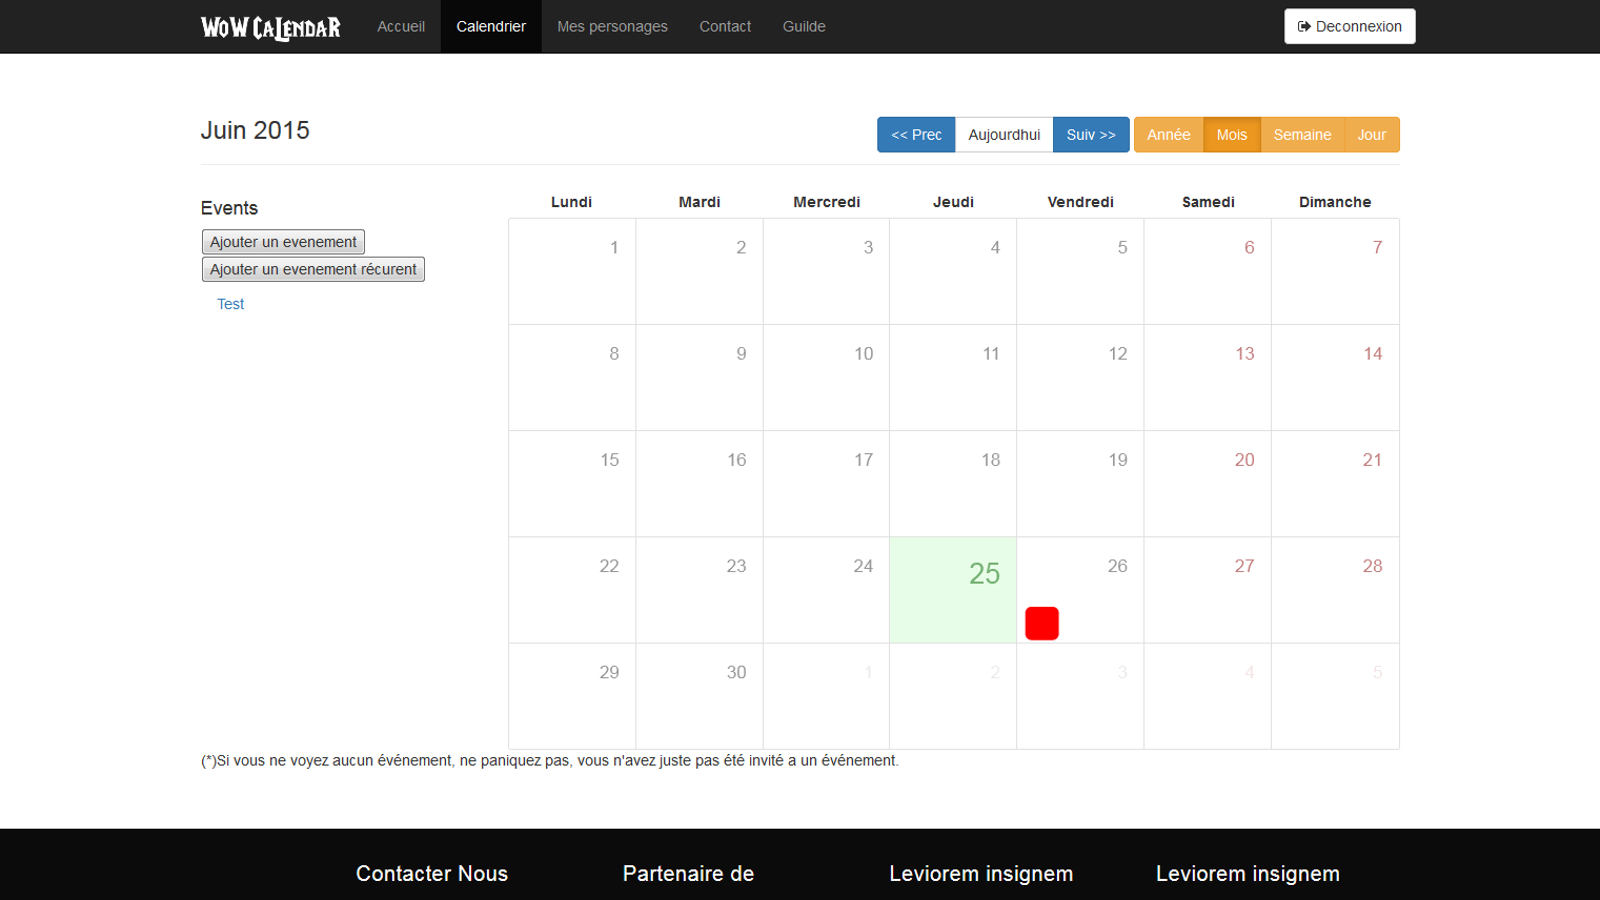 WOW CALENDAR Accueil Calendrier Mes personages Contact Guilde Deconnexion
Juin 2015 << Prec Aujourdhui Suiv >> Année Mois Semaine Jour
Events
Ajouter un evenement
Ajouter un evenement récurent
Test
Lundi Mardi Mercredi Jeudi Vendredi Samedi Dimanche
1 2 3 4 5 6 7
8 9 10 11 12 13 14
15 16 17 18 19 20 21
22 23 24 25 26 27 28
29 30 1 2 3 4 5
(*)Si vous ne voyez aucun événement, ne paniquez pas, vous n'avez juste pas été invité a un événement.
Contacter Nous Partenaire de Leviorem insignem Leviorem insignem